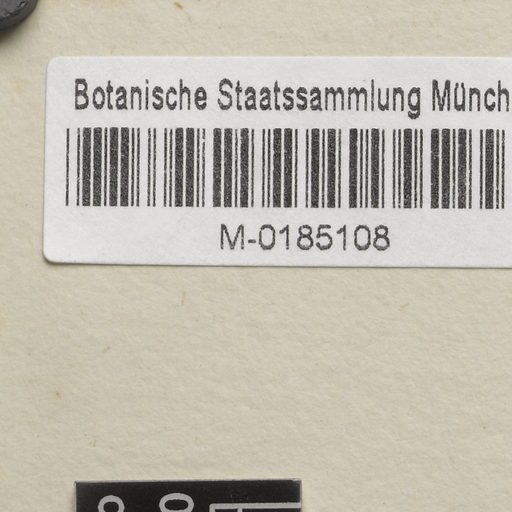 Botanische Staatssammlung Münch
M-0185108